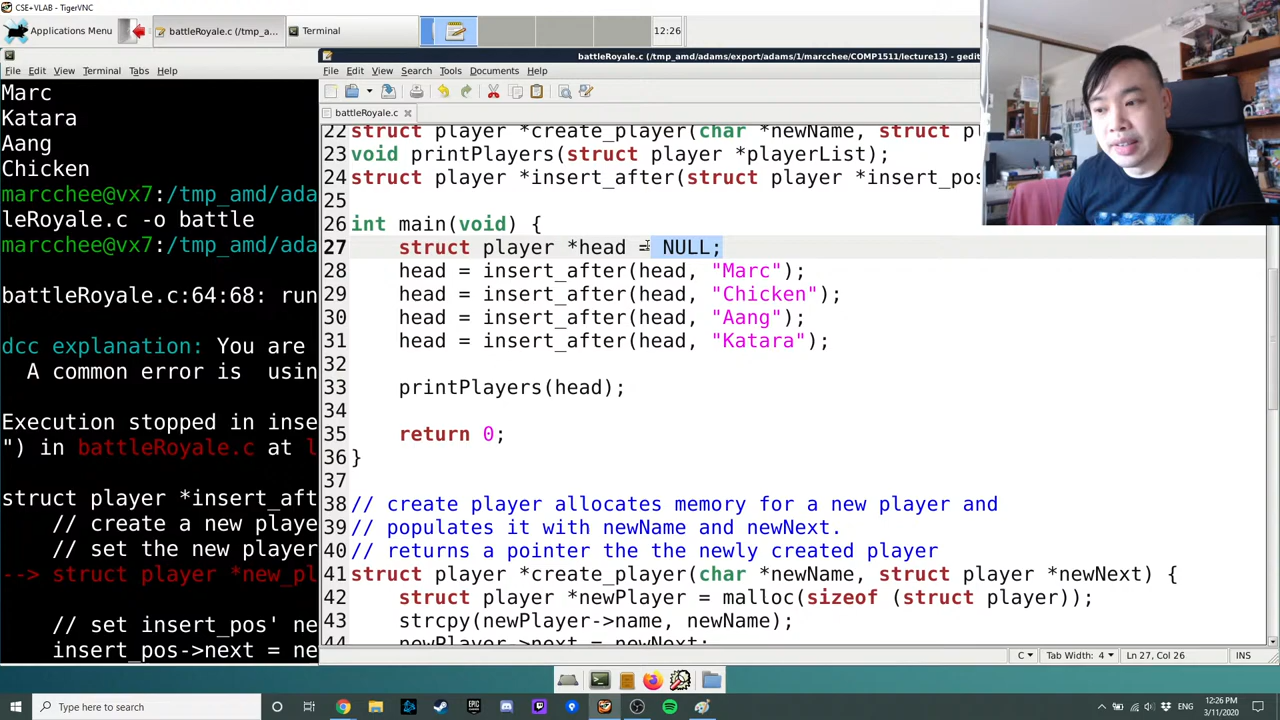 CSE+VLAB - TigerVNC
Applications Menu
battleRoyale.c (/tmp_a...
Terminal
12:26
battleRoyale.c (/tmp_amd/adams/export/adams/1/marcchee/COMP1511/lecture13) - gedit
File Edit View Terminal Tabs Help
File Edit View Search Tools Documents Help
battleRoyale.c
Marc
Katara
Aang
Chicken
marcchee@vx7:/tmp_amd/ada
leRoyale.c -o battle
marcchee@vx7:/tmp_amd/ada
battleRoyale.c:64:68: run
dcc explanation: You are
A common error is usin
Execution stopped in inse
") in battleRoyale.c at l
struct player *insert_aft
// create a new playe
// set the new player
--> struct player *new_pl
// set insert_pos' ne
insert_pos->next = ne
22 struct player *create_player(char *newName, struct pl
23 void printPlayers(struct player *playerList);
24 struct player *insert_after(struct player *insert_pos
25
26 int main(void) {
27 struct player *head = NULL;
28 head = insert_after(head, "Marc");
29 head = insert_after(head, "Chicken");
30 head = insert_after(head, "Aang");
31 head = insert_after(head, "Katara");
32
33 printPlayers(head);
34
35 return 0;
36 }
37
38 // create player allocates memory for a new player and
39 // populates it with newName and newNext.
40 // returns a pointer the the newly created player
41 struct player *create_player(char *newName, struct player *newNext) {
42 struct player *newPlayer = malloc(sizeof (struct player));
43 strcpy(newPlayer->name, newName);
44 newPlayer->next = newNext;
C Tab Width: 4 Ln 27, Col 26 INS
Type here to search
ENG
12:26 PM
3/11/2020